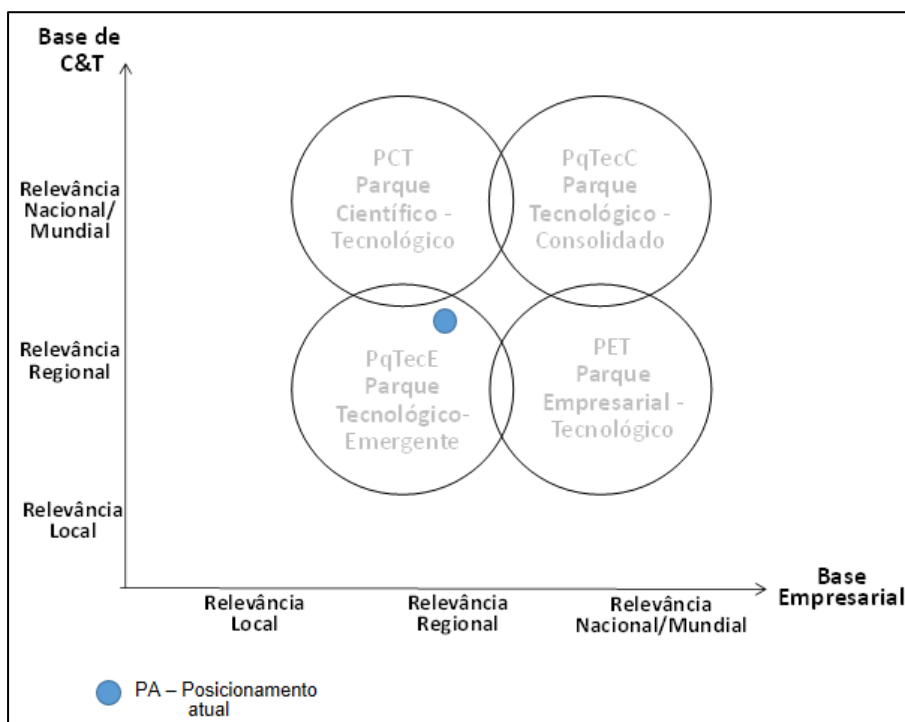 Base de
C&T
PCT
Parque
Científico -
Tecnológico
PqTecC
Parque
Tecnológico -
Consolidado
Relevância
Nacional/
Mundial
Relevância
Regional
PqTecE
Parque
Tecnológico-
Emergente
PET
Parque
Empresarial -
Tecnológico
Relevância
Local
Relevância
Local
Relevância
Regional
Relevância
Nacional/Mundial
Base
Empresarial
PA – Posicionamento
atual